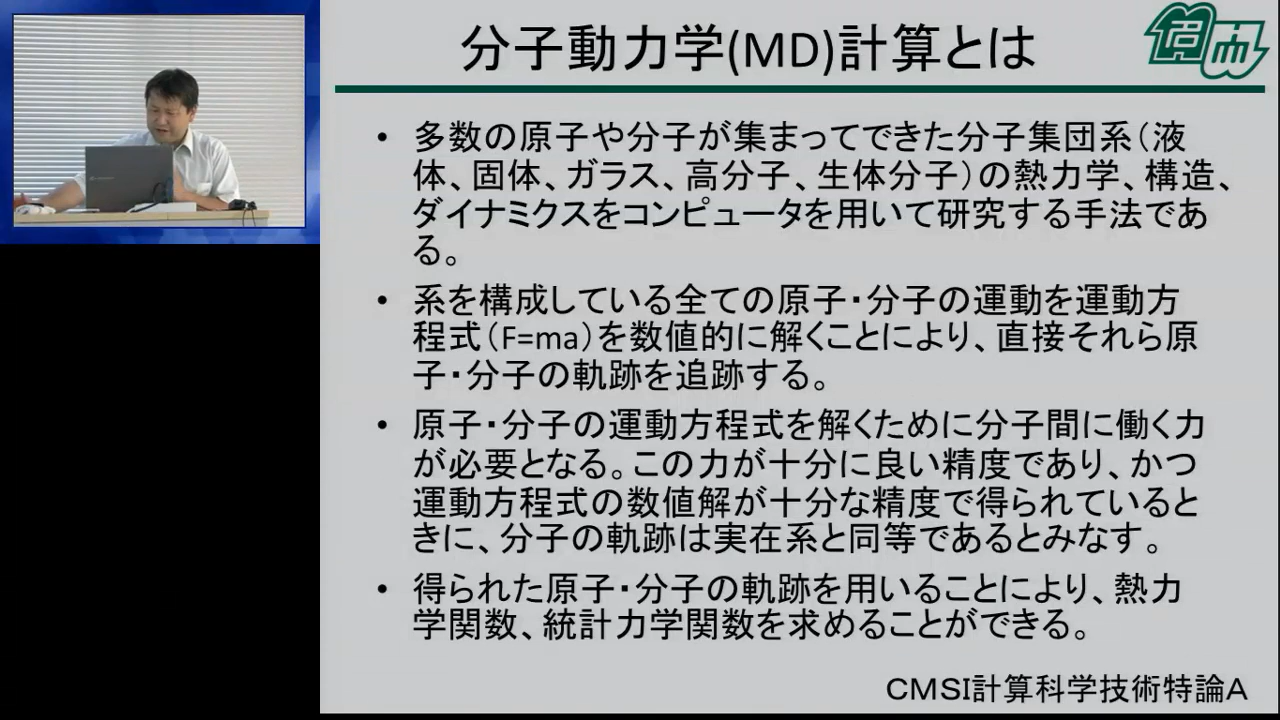 分子動力学(MD)計算とは
• 多数の原子や分子が集まってできた分子集団系(液
体、固体、ガラス、高分子、生体分子)の熱力学、構造、
ダイナミクスをコンピュータを用いて研究する手法であ
る。
• 系を構成している全ての原子・分子の運動を運動方
程式(F=ma)を数値的に解くことにより、直接それら原
子・分子の軌跡を追跡する。
• 原子・分子の運動方程式を解くために分子間に働く力
が必要となる。この力が十分に良い精度であり、かつ
運動方程式の数値解が十分な精度で得られていると
きに、分子の軌跡は実在系と同等であるとみなす。
• 得られた原子・分子の軌跡を用いることにより、熱力
学関数、統計力学関数を求めることができる。
CMSI計算科学技術特論A